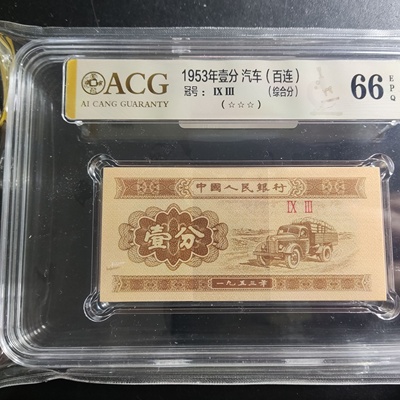 ACG
AI CANG GUARANTY
1953年壹分 汽车(百连)
冠号: IX III (综合分)
(☆☆☆)
66 EPQ
中國人民銀行
IX III
壹分
一九五三年